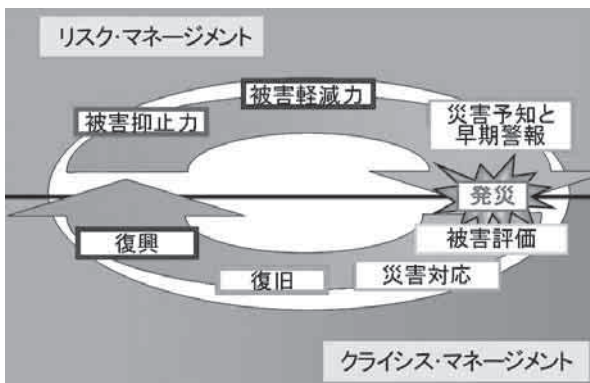 リスク・マネージメント
被害軽減力
被害抑止力
災害予知と
早期警報
発災
被害評価
復興
災害対応
復旧
クライシス・マネージメント